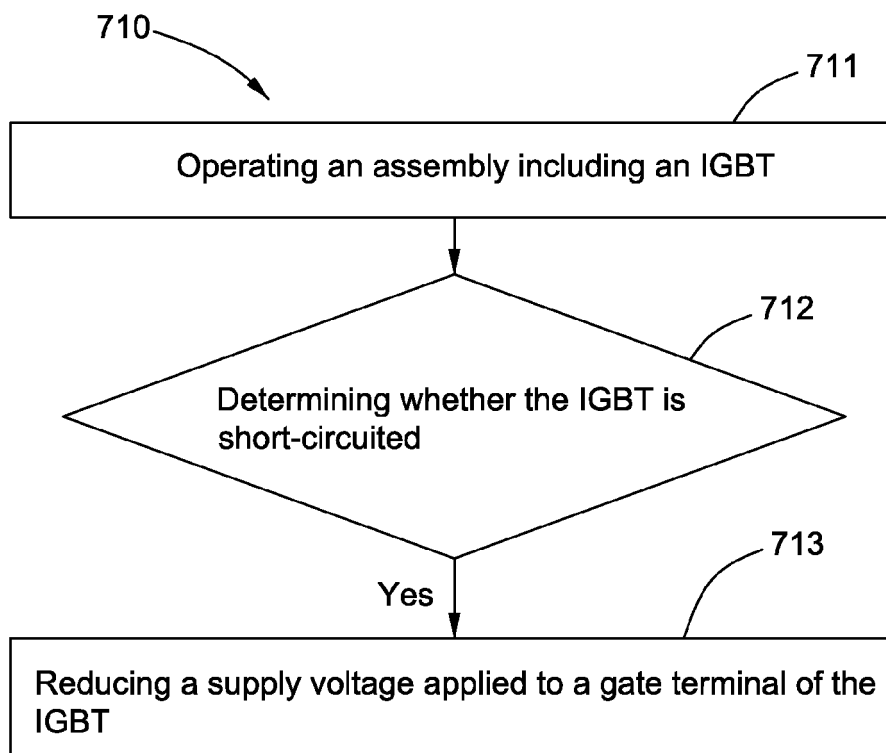 710
711
Operating an assembly including an IGBT
712
Determining whether the IGBT is
short-circuited
713
Yes
Reducing a supply voltage applied to a gate terminal of the
IGBT